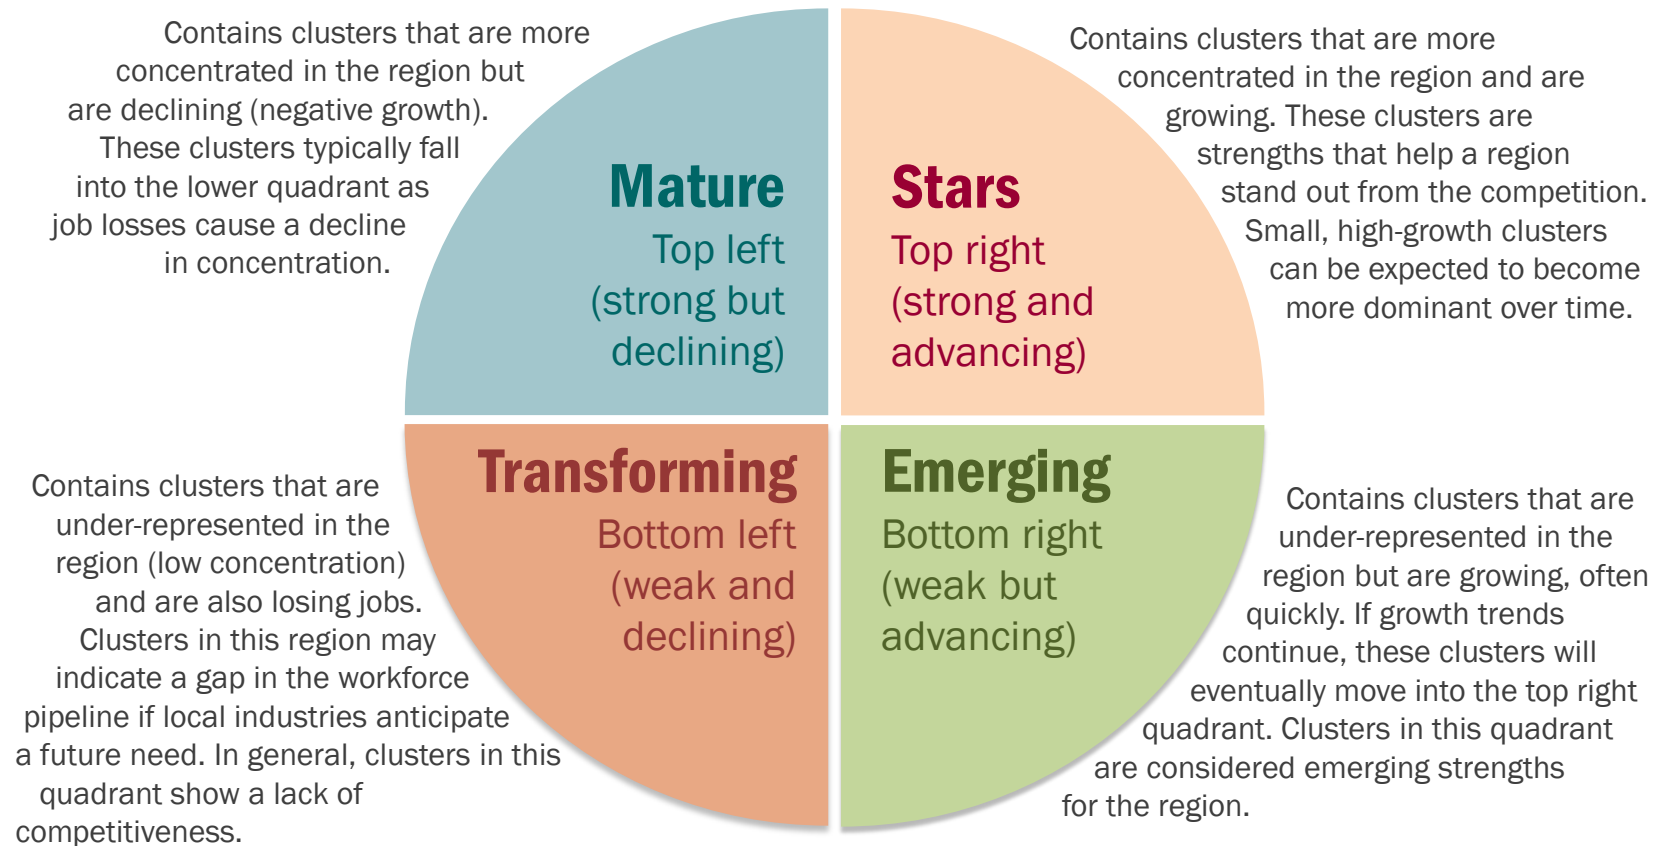 Contains clusters that are more
concentrated in the region but
are declining (negative growth).
These clusters typically fall
into the lower quadrant as
job losses cause a decline
in concentration.
Mature
Top left
(strong but
declining)
Stars
Top right
(strong and
advancing)
Contains clusters that are more
concentrated in the region and are
growing. These clusters are
strengths that help a region
stand out from the competition.
Small, high-growth clusters
can be expected to become
more dominant over time.
Contains clusters that are
under-represented in the
region (low concentration)
and are also losing jobs.
Clusters in this region may
indicate a gap in the workforce
pipeline if local industries anticipate
a future need. In general, clusters in this
quadrant show a lack of
competitiveness.
Transforming
Bottom left
(weak and
declining)
Emerging
Bottom right
(weak but
advancing)
Contains clusters that are
under-represented in the
region but are growing, often
quickly. If growth trends
continue, these clusters will
eventually move into the top right
quadrant. Clusters in this quadrant
are considered emerging strengths
for the region.